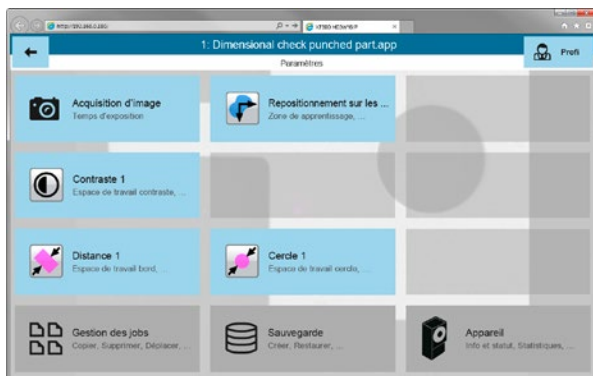 1: Dimensional check punched part.app
Profi
Paramètres
Acquisition d'image
Temps d'exposition
Repositionnement sur les ...
Zone de apprentissage, ...
Contraste 1
Espace de travail contraste, ...
Distance 1
Espace de travail bord, ...
Cercle 1
Espace de travail cercle, ...
Gestion des jobs
Copier, Supprimer, Déplacer, ...
Sauvegarde
Créer, Restaurer, ...
Appareil
Info et statut, Statistiques, ...